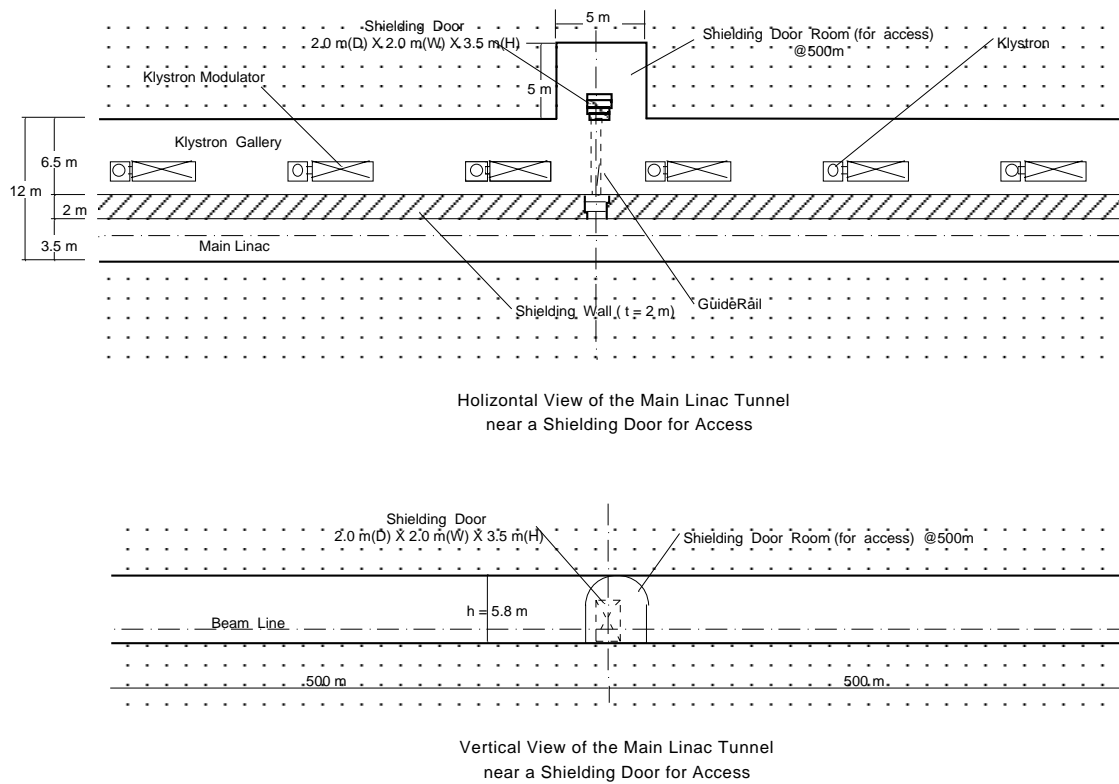 5 m
Shielding Door
2.0 m(D) X 2.0 m(W) X 3.5 m(H)
Shielding Door Room (for access)
@500m
Klystron
Klystron Modulator
5 m
Klystron Gallery
6.5 m
12 m
2 m
3.5 m
Main Linac
Shielding Wall ( t = 2 m)
GuideRail
Holizontal View of the Main Linac Tunnel
near a Shielding Door for Access
Shielding Door
2.0 m(D) X 2.0 m(W) X 3.5 m(H)
Shielding Door Room (for access) @500m
h = 5.8 m
Beam Line
500 m
500 m
Vertical View of the Main Linac Tunnel
near a Shielding Door for Access